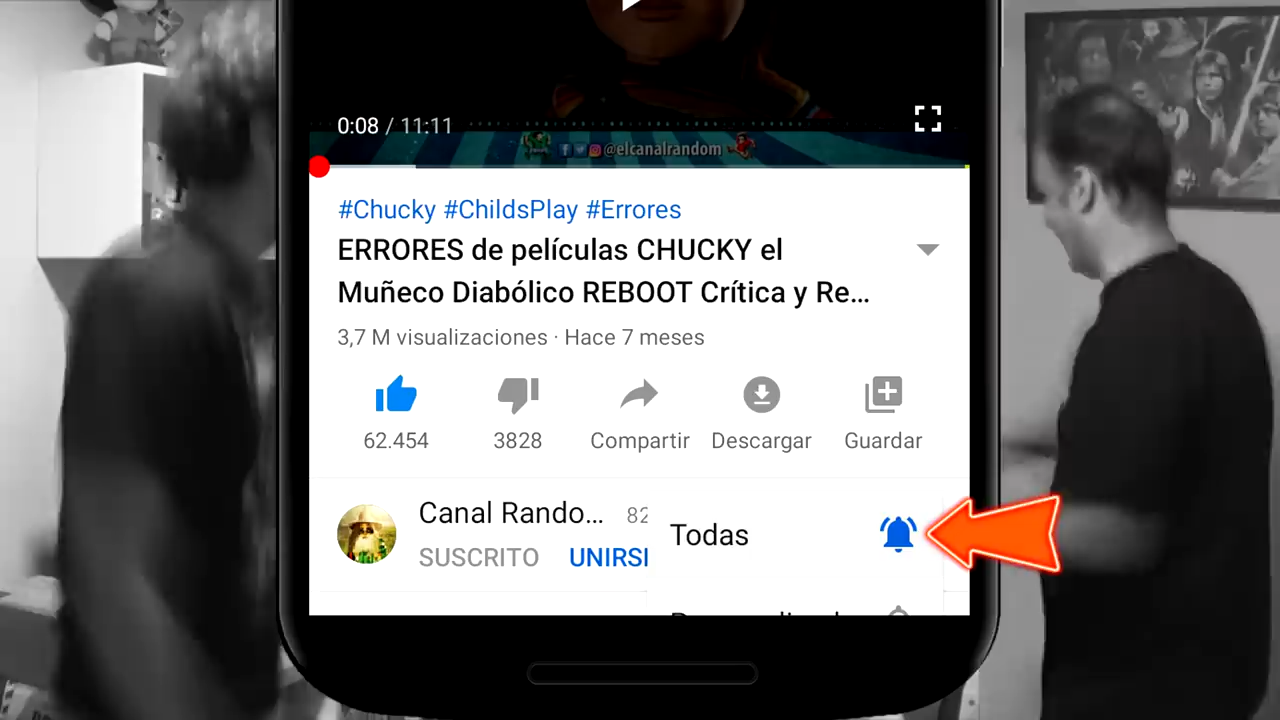 0:08 / 11:11
@elcanalrandom
#Chucky #ChildsPlay #Errores
ERRORES de películas CHUCKY el
Muñeco Diabólico REBOOT Crítica y Re...
3,7 M visualizaciones · Hace 7 meses
62.454
3828
Compartir
Descargar
Guardar
Canal Rando... 82
SUSCRITO UNIRSI
Todas